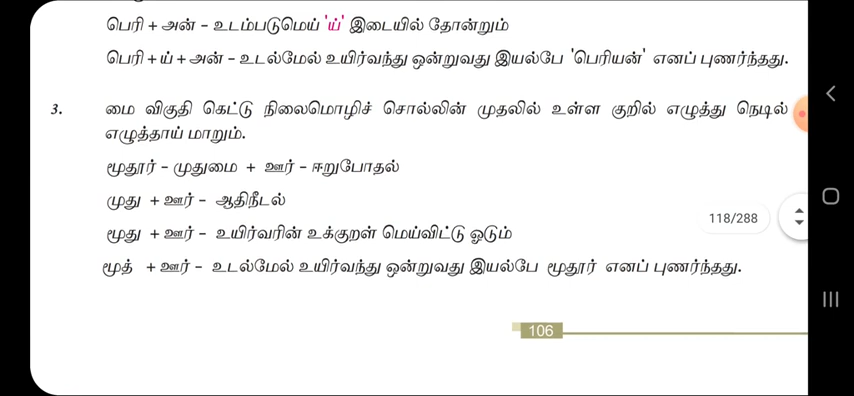 பெரி + அன் – உடம்படுமெய் 'ய்' இடையில் தோன்றும்
பெரி + ய் + அன் – உடல்மேல் உயிர்வந்து ஒன்றுவது இயல்பே 'பெரியன்' எனப் புணர்ந்தது.
3. மை விகுதி கெட்டு நிலைமொழிச் சொல்லின் முதலில் உள்ள குறில் எழுத்து நெடில்
எழுத்தாய் மாறும்.
மூதூர் – முதுமை + ஊர் – ஈறுபோதல்
முது + ஊர் – ஆதிநீடல்
மூது + ஊர் – உயிர்வரின் உக்குறள் மெய்விட்டு ஓடும்
மூத் + ஊர் – உடல்மேல் உயிர்வந்து ஒன்றுவது இயல்பே மூதூர் எனப் புணர்ந்தது.
118/288
106